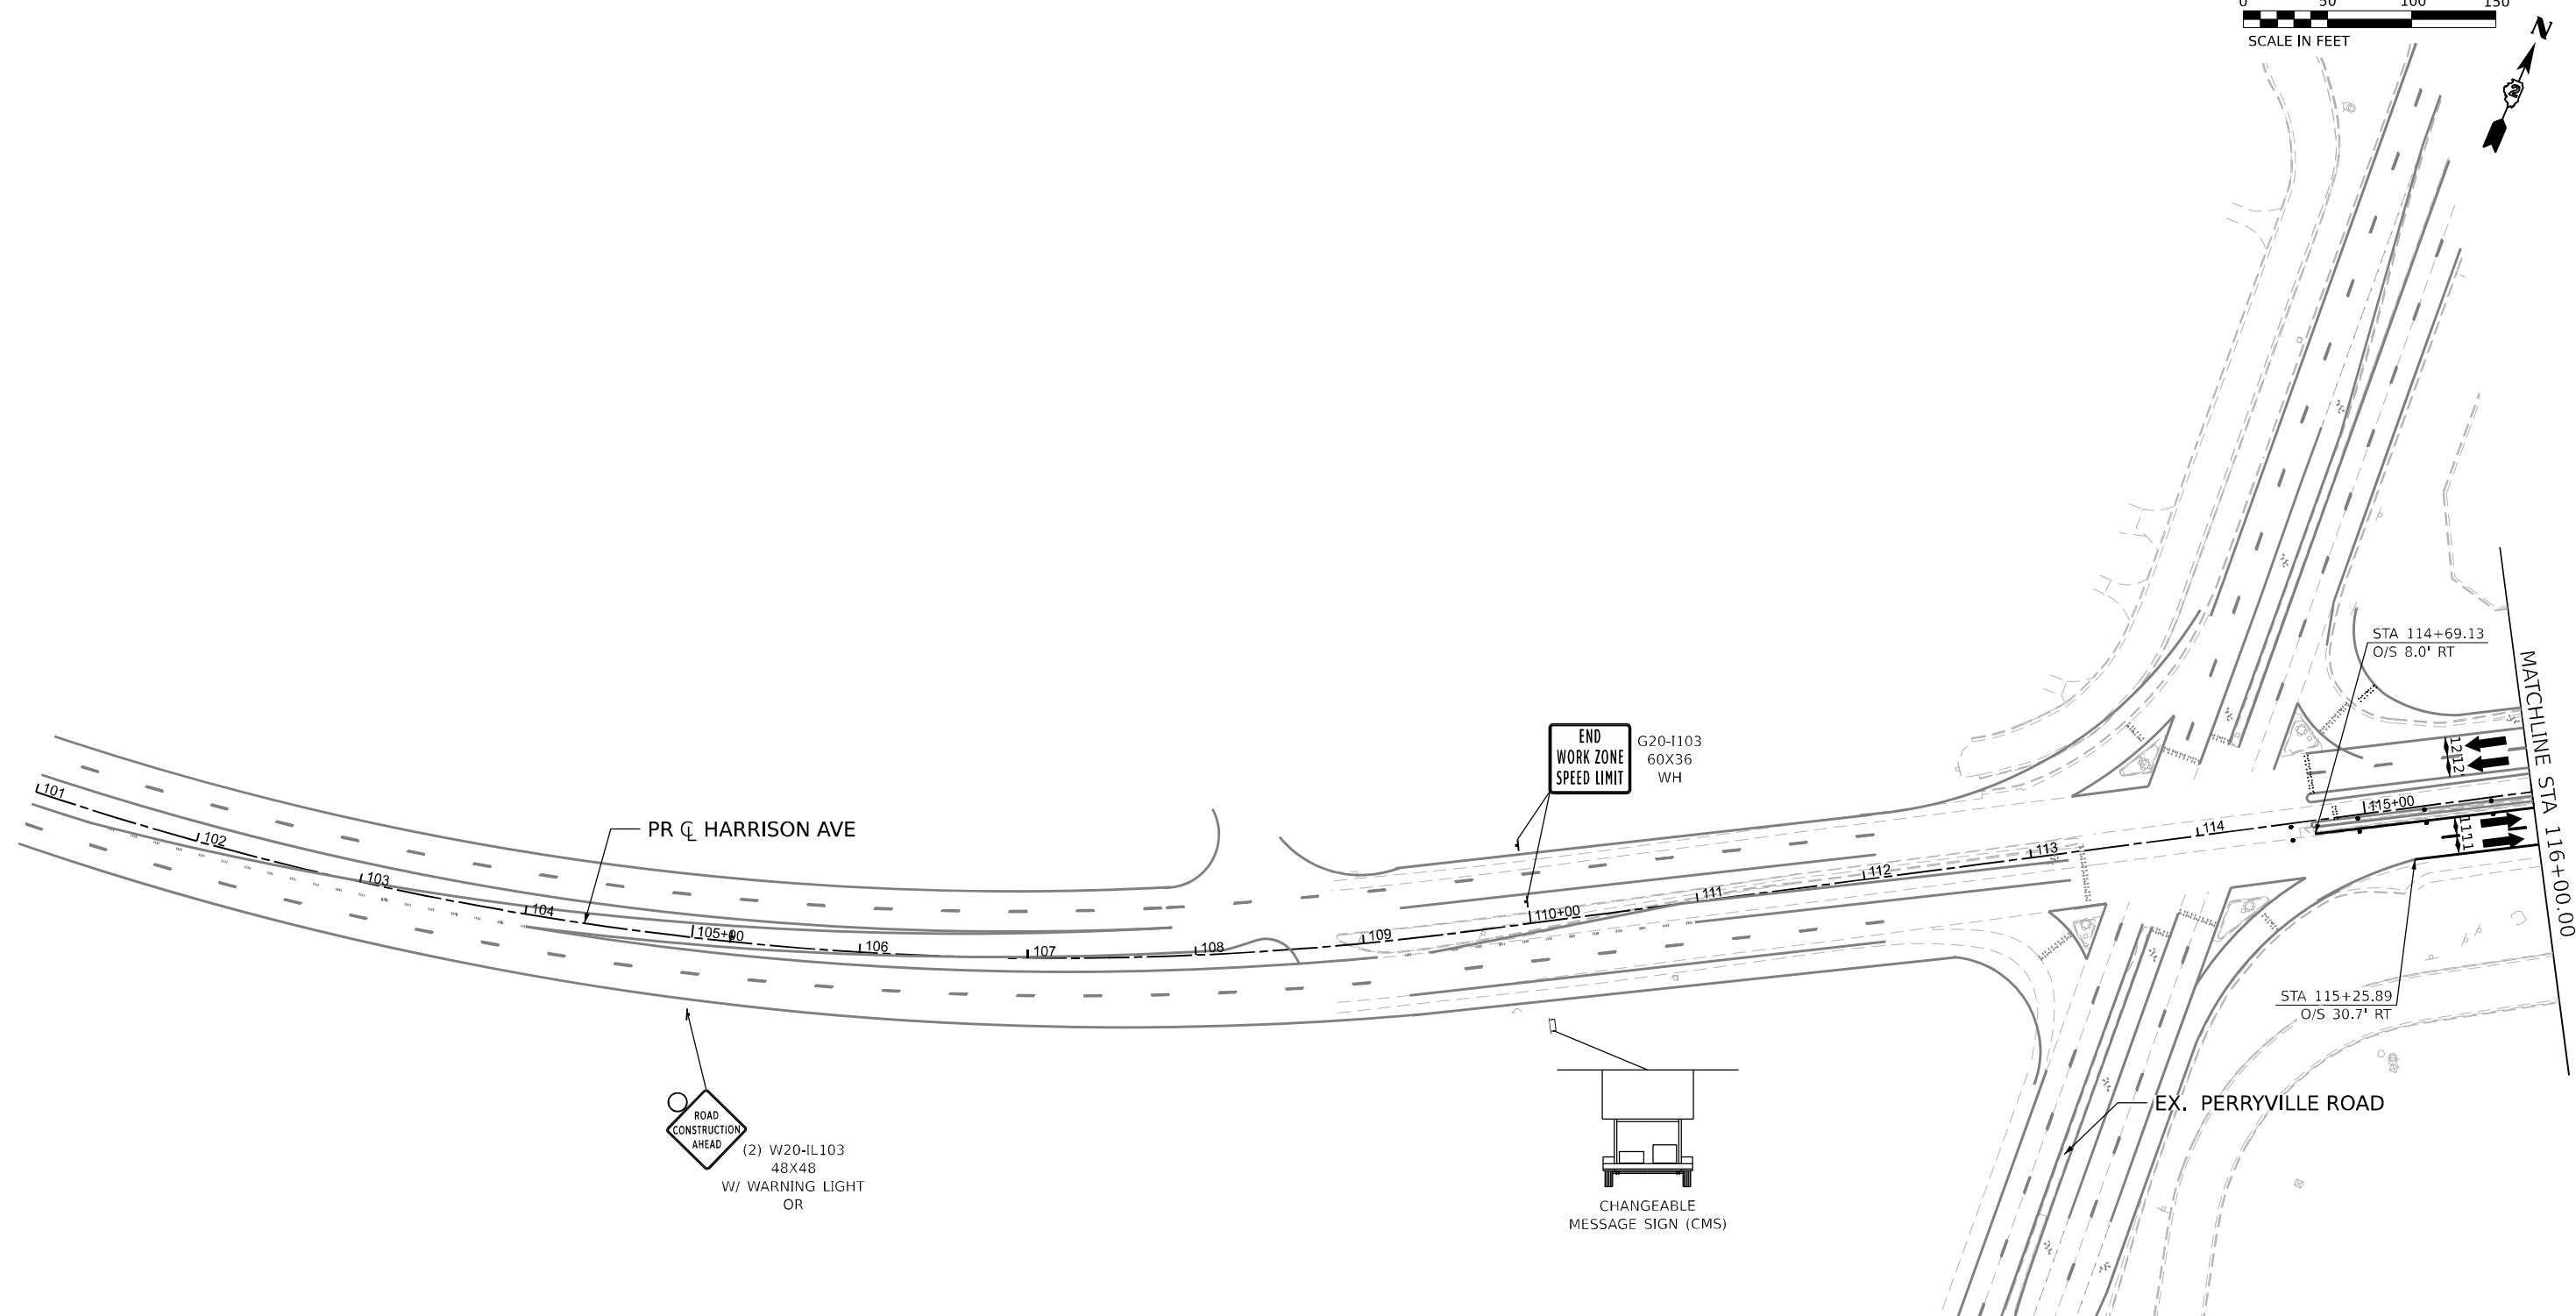 0 50 100 150
SCALE IN FEET
N
STA 114+69.13
O/S 8.0' RT
MATCHLINE STA 116+00.00
END
WORK ZONE
SPEED LIMIT
G20-I103
60X36
WH
12' 12'
101
102
103
104
105+00
106
107
108
109
110+00
111
112
113
114
115+00
11' 11'
PR CL HARRISON AVE
STA 115+25.89
O/S 30.7' RT
EX. PERRYVILLE ROAD
ROAD
CONSTRUCTION
AHEAD
(2) W20-IL103
48X48
W/ WARNING LIGHT
OR
CHANGEABLE
MESSAGE SIGN (CMS)